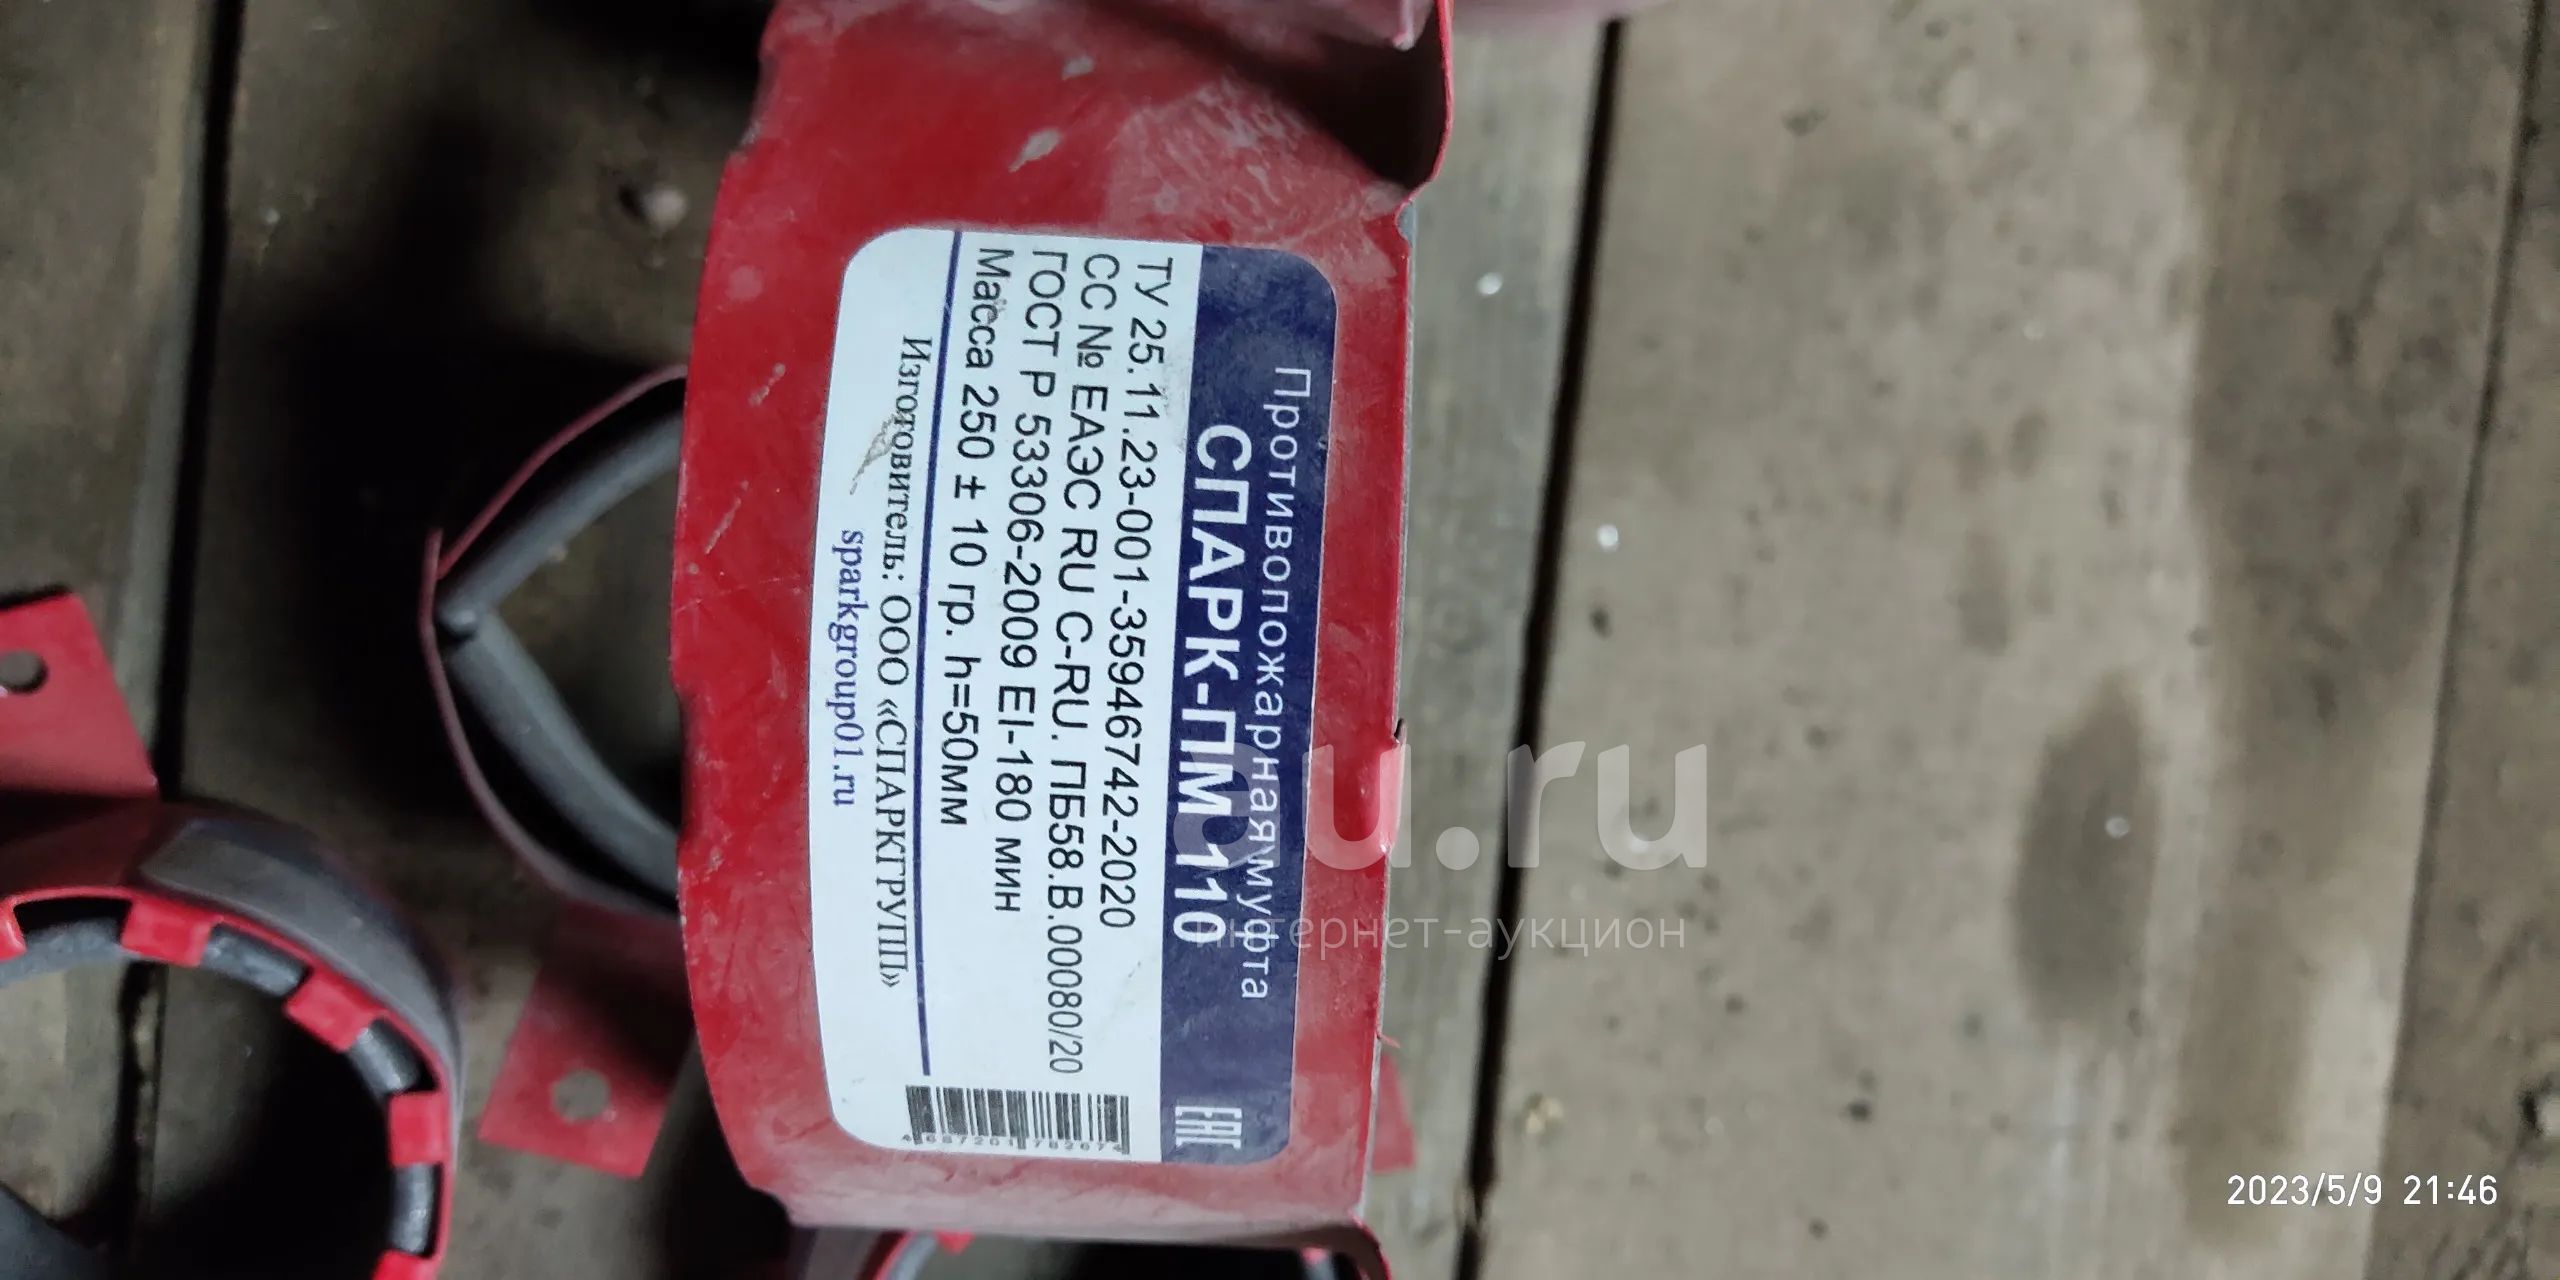 Противопожарная муфта
СПАРК-ПМ 110
ЕАС
ТУ 25.11.23-001-35946742-2020
СС № ЕАЭС RU C-RU. ПБ58.В.00080/20
ГОСТ Р 53306-2009 EI-180 мин
Масса 250 ± 10 гр. h=50мм
Изготовитель: ООО «СПАРКГРУПП»
sparkgroup01.ru
au.ru
интернет-аукцион
2023/5/9 21:46